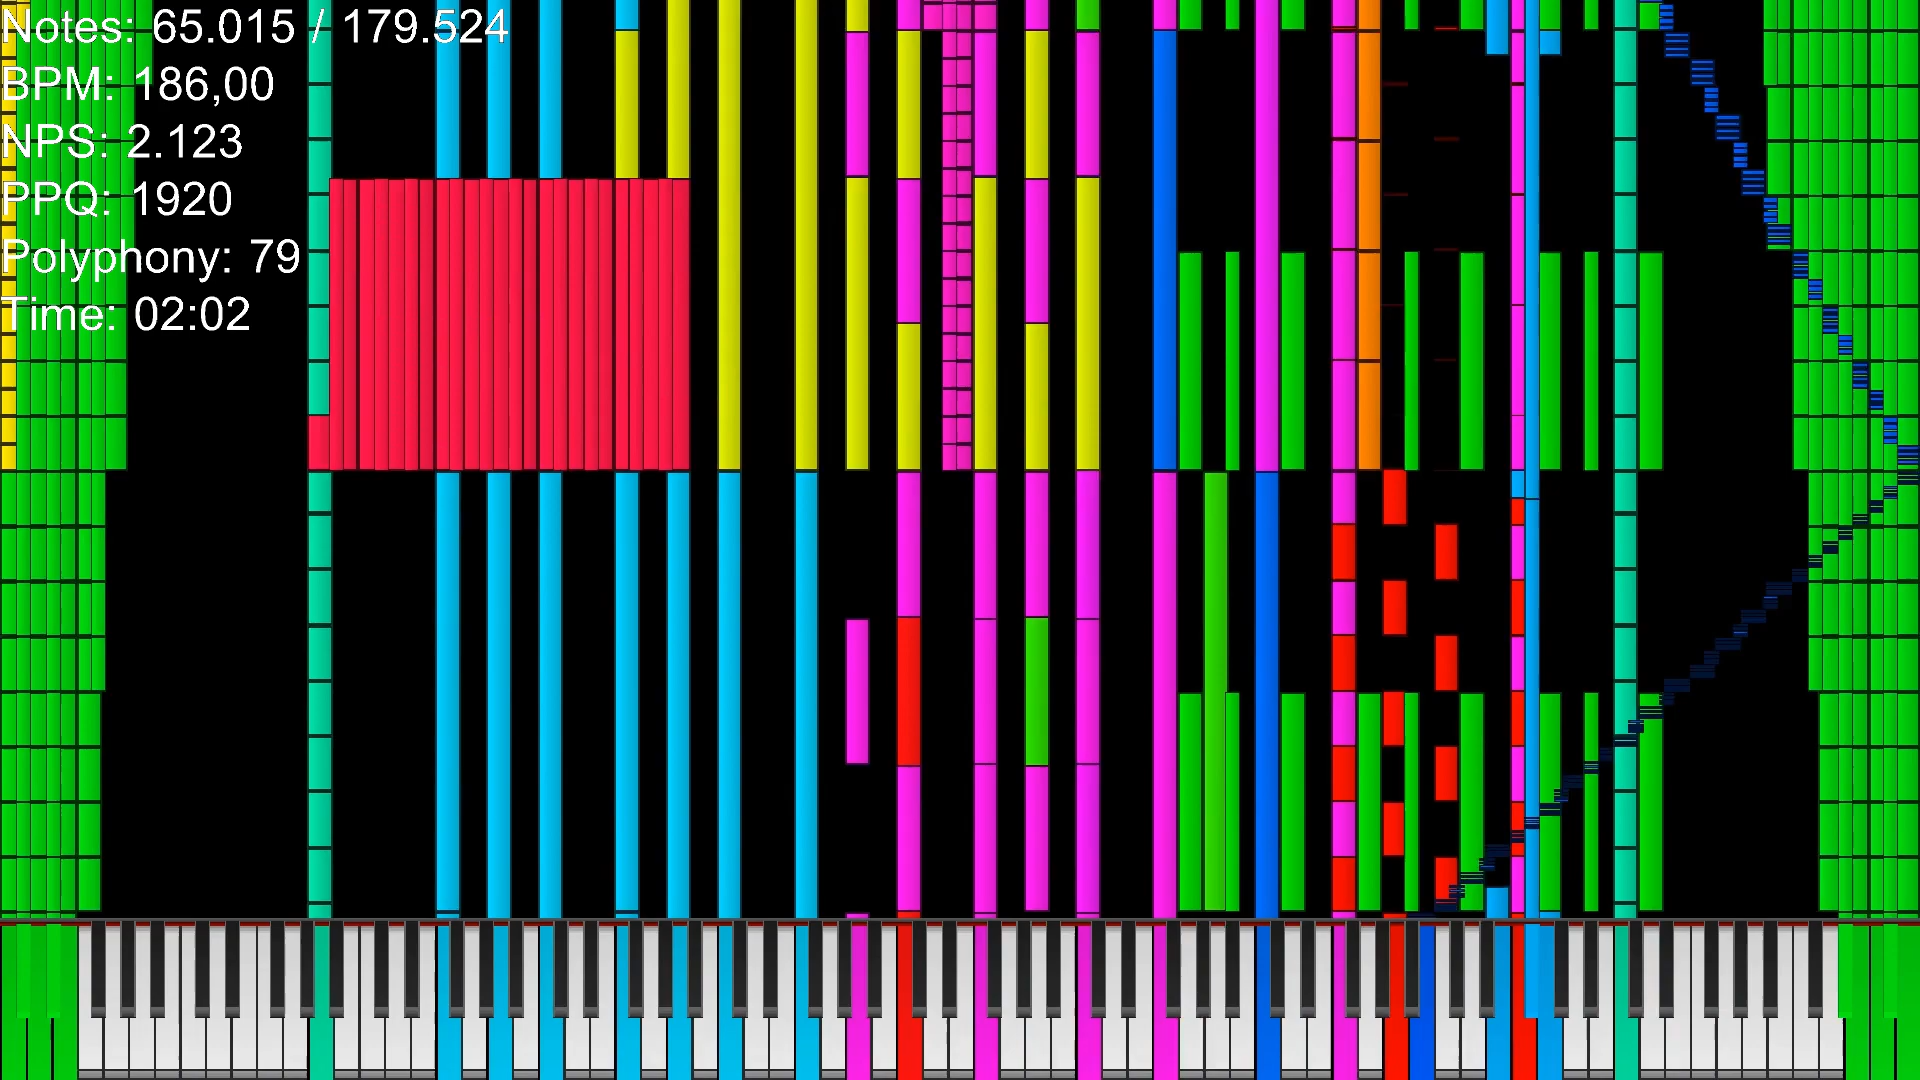 Notes: 65.015 / 179.524
BPM: 186,00
NPS: 2.123
PPQ: 1920
Polyphony: 79
Time: 02:02